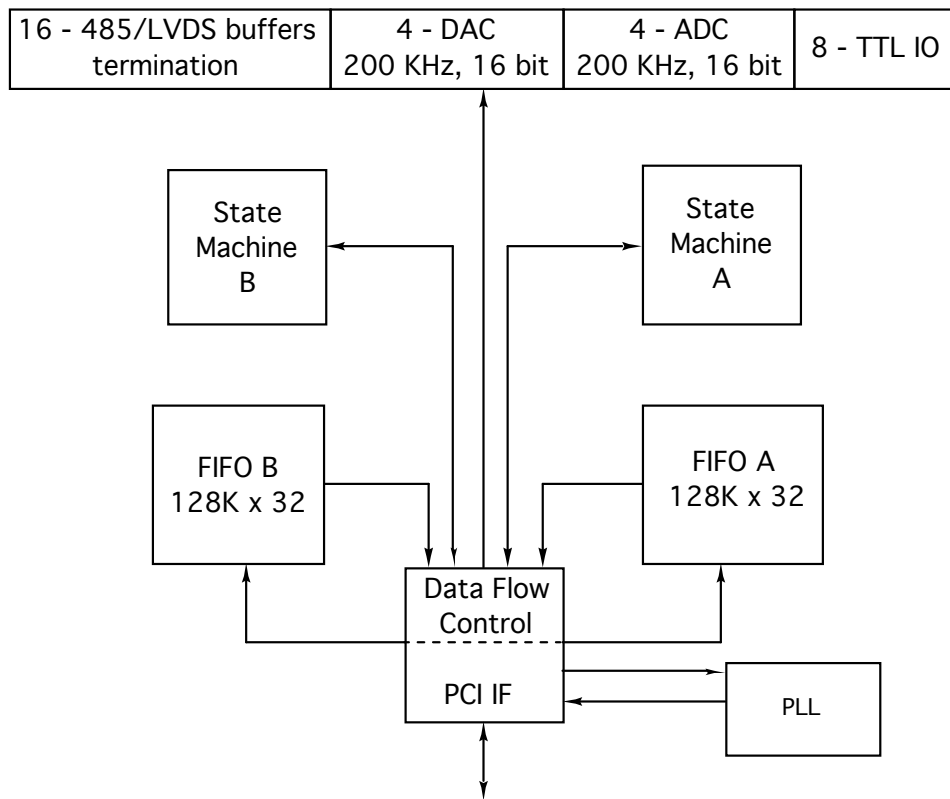 16 - 485/LVDS buffers
termination
4 - DAC
200 KHz, 16 bit
4 - ADC
200 KHz, 16 bit
8 - TTL IO
State
Machine
B
State
Machine
A
FIFO B
128K x 32
FIFO A
128K x 32
Data Flow
Control
PCI IF
PLL